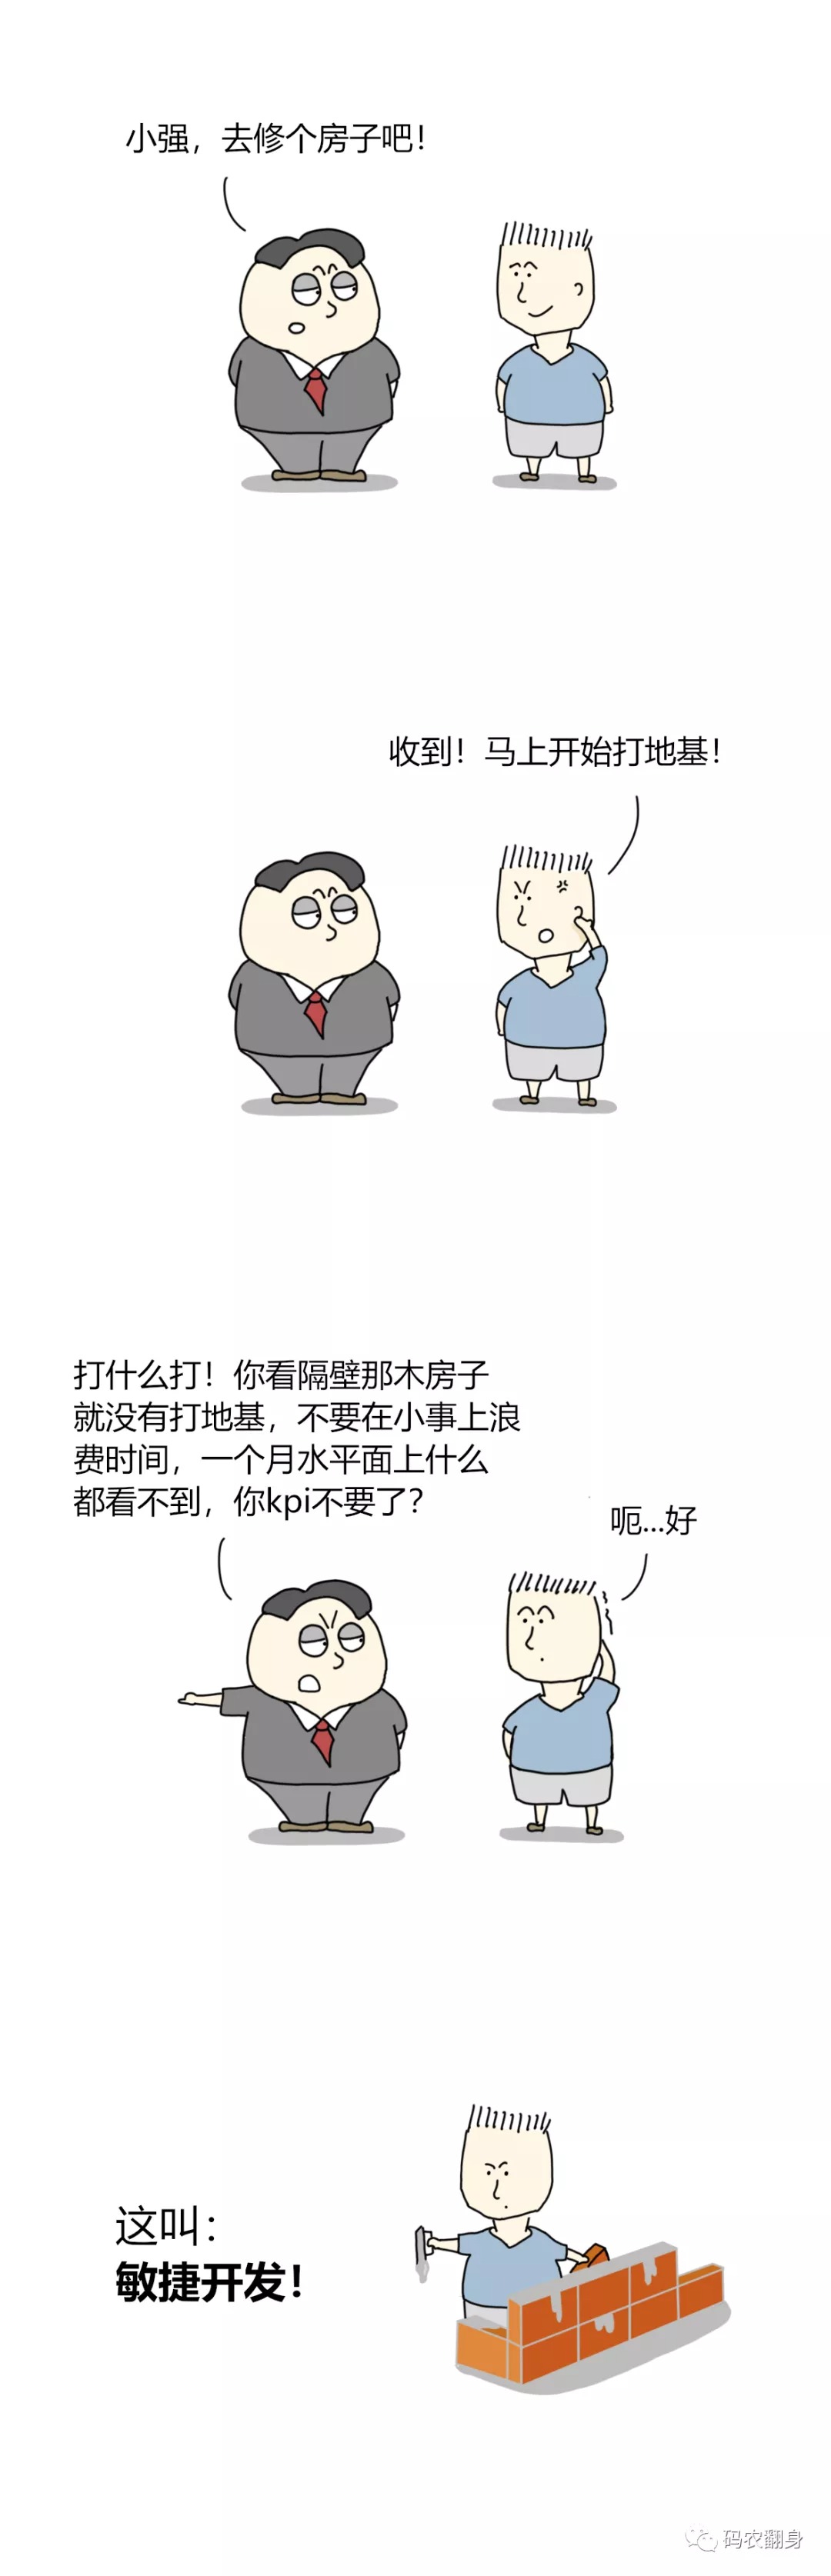 小强，去修个房子吧！
收到！马上开始打地基！
打什么打！你看隔壁那木房子
就没有打地基，不要在小事上浪
费时间，一个月水平面上什么
都看不到，你kpi不要了？
呃...好
这叫：
敏捷开发！
码农翻身